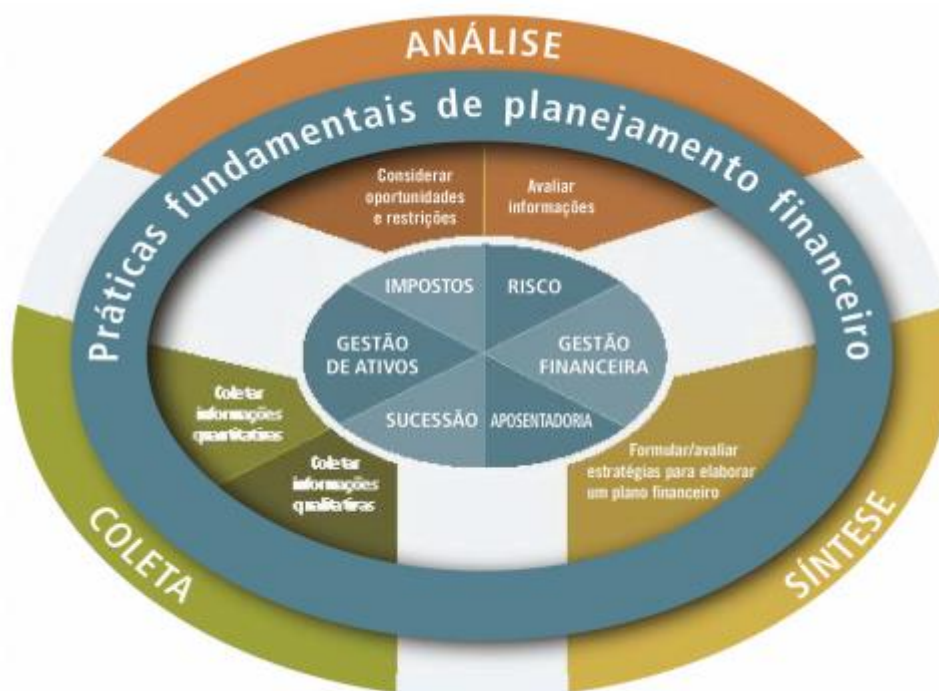 ANÁLISE
Práticas fundamentais de planejamento financeiro
Considerar
oportunidades
e restrições
Avaliar
informações
IMPOSTOS
RISCO
GESTÃO
DE ATIVOS
GESTÃO
FINANCEIRA
SUCESSÃO
APOSENTADORIA
Coletar
informações
quantitativas
Coletar
informações
qualitativas
Formular/avaliar
estratégias para elaborar
um plano financeiro
COLETA
SÍNTESE